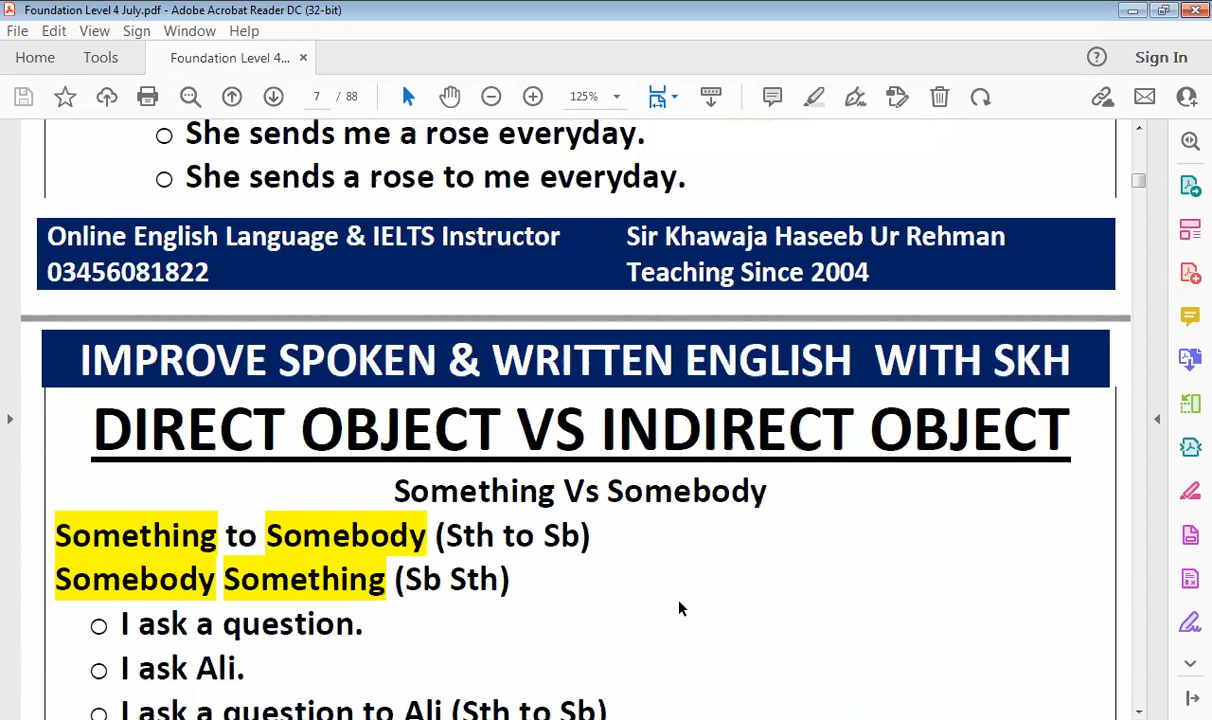 Foundation Level 4 July.pdf - Adobe Acrobat Reader DC (32-bit)
File Edit View Sign Window Help
Home Tools Foundation Level 4... × Sign In
7 / 88 125%
○ She sends me a rose everyday.
○ She sends a rose to me everyday.
Online English Language & IELTS Instructor Sir Khawaja Haseeb Ur Rehman
03456081822 Teaching Since 2004
IMPROVE SPOKEN & WRITTEN ENGLISH WITH SKH
DIRECT OBJECT VS INDIRECT OBJECT
Something Vs Somebody
Something to Somebody (Sth to Sb)
Somebody Something (Sb Sth)
○ I ask a question.
○ I ask Ali.
○ I ask a question to Ali (Sth to Sb)